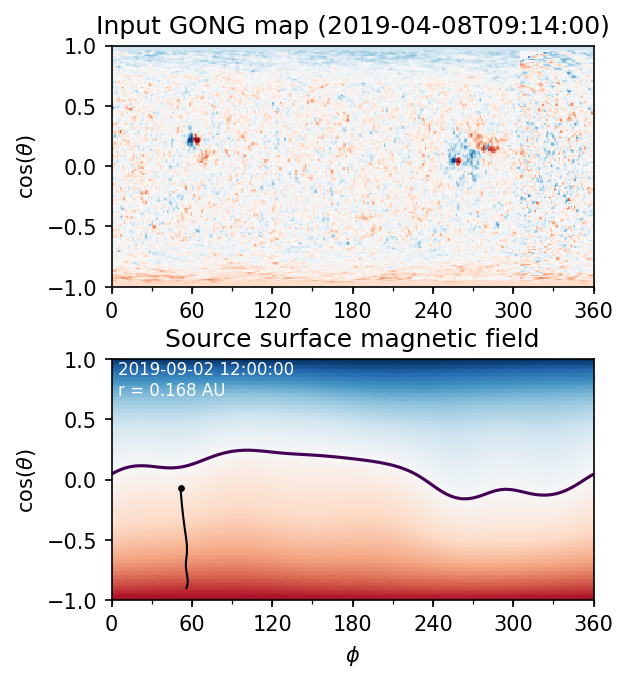 Input GONG map (2019-04-08T09:14:00)
1.0
0.5
0.0
−0.5
−1.0
cos(θ)
0 60 120 180 240 300 360
Source surface magnetic field
2019-09-02 12:00:00
r = 0.168 AU
1.0
0.5
0.0
−0.5
−1.0
cos(θ)
0 60 120 180 240 300 360
ϕ